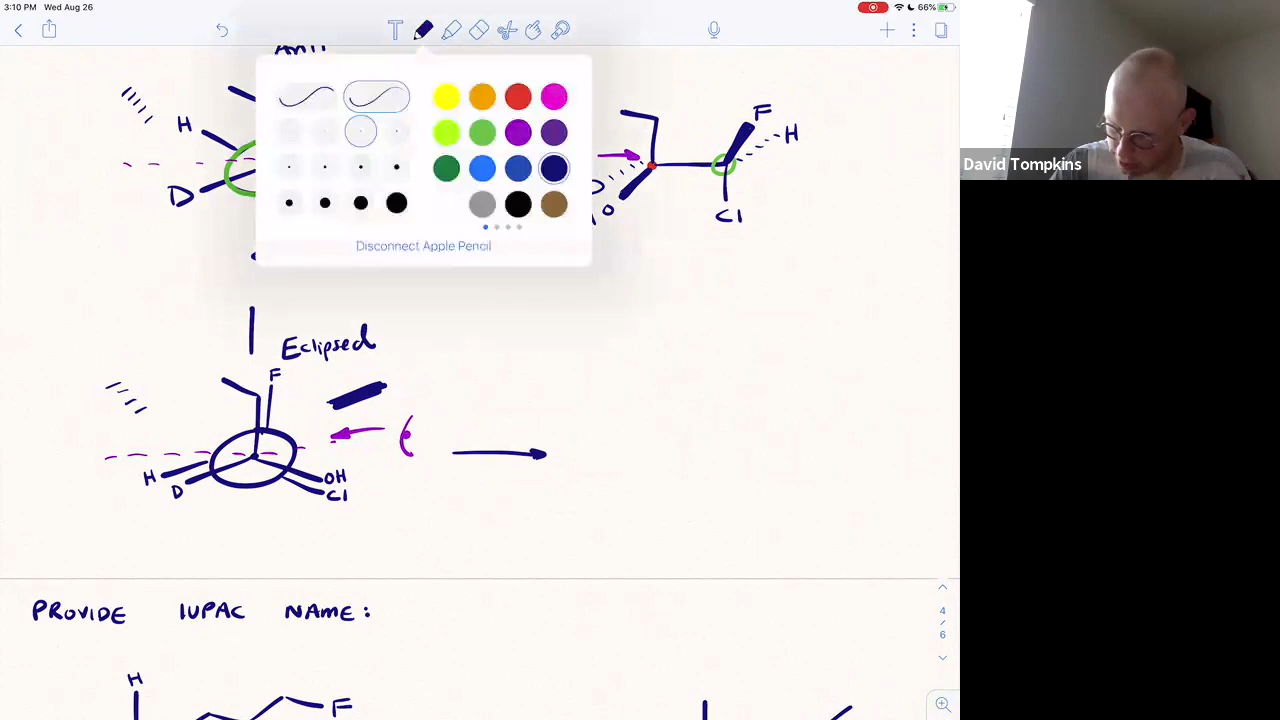 3:10 PM Wed Aug 26
66%
T
Anti
H
D
F
H
Cl
David Tompkins
Disconnect Apple Pencil
Eclipsed
F
H
D
OH
Cl
4
/
6
PROVIDE IUPAC NAME:
H
F